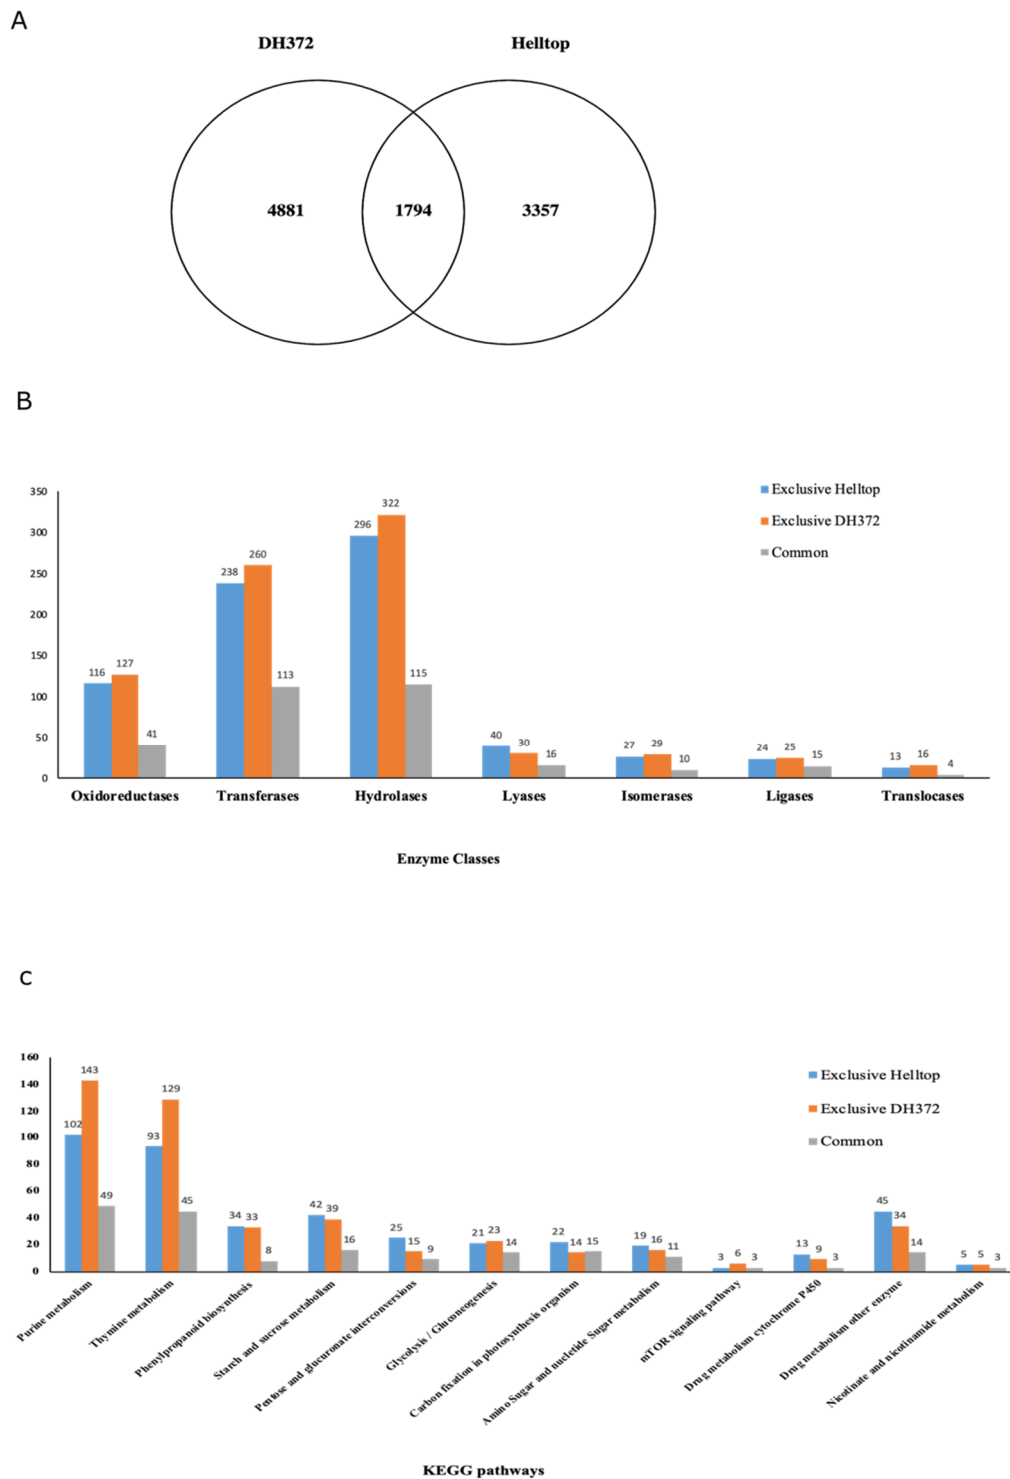 A
DH372 Helltop
4881 1794 3357
B
Exclusive Helltop
Exclusive DH372
Common
350
300
250
200
150
100
50
0
116 127 41
238 260 113
296 322 115
40 30 16
27 29 10
24 25 15
13 16 4
Oxidoreductases Transferases Hydrolases Lyases Isomerases Ligases Translocases
Enzyme Classes
C
Exclusive Helltop
Exclusive DH372
Common
160
140
120
100
80
60
40
20
0
102 143 49
93 129 45
34 33 8
42 39 16
25 15 9
21 23 14
22 14 15
19 16 11
3 6 3
13 9 3
45 34 14
5 5 3
Purine metabolism
Thymine metabolism
Phenylpropanoid biosynthesis
Starch and sucrose metabolism
Pentose and glucuronate interconversions
Glycolysis / Gluconeogenesis
Carbon fixation in photosynthesis organism
Amino Sugar and nucletide Sugar metabolism
mTOR signaling pathway
Drug metabolism cytochrome P450
Drug metabolism other enzyme
Nicotinate and nicotinamide metabolism
KEGG pathways